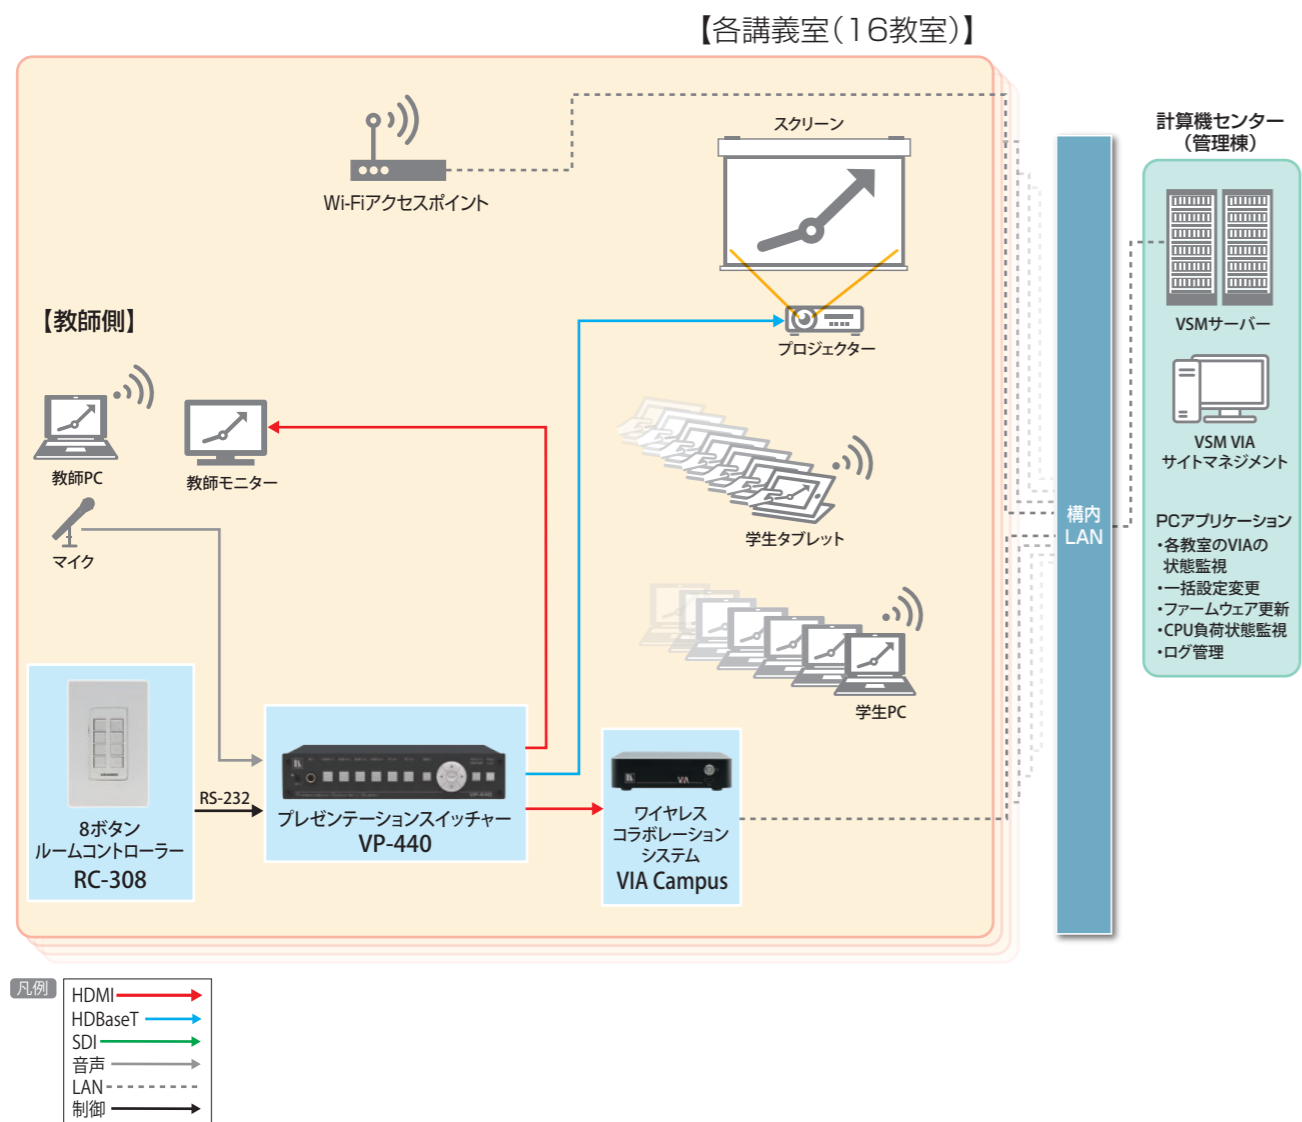 【各講義室(16教室)】
Wi-Fiアクセスポイント
スクリーン
プロジェクター
【教師側】
教師PC
教師モニター
マイク
学生タブレット
学生PC
8ボタン
ルームコントローラー
RC-308
RS-232
プレゼンテーションスイッチャー
VP-440
VIA
ワイヤレス
コラボレーション
システム
VIA Campus
構内
LAN
計算機センター
(管理棟)
VSMサーバー
VSM VIA
サイトマネジメント
PCアプリケーション
・各教室のVIAの
状態監視
・一括設定変更
・ファームウェア更新
・CPU負荷状態監視
・ログ管理
凡例
HDMI
HDBaseT
SDI
音声
LAN
制御